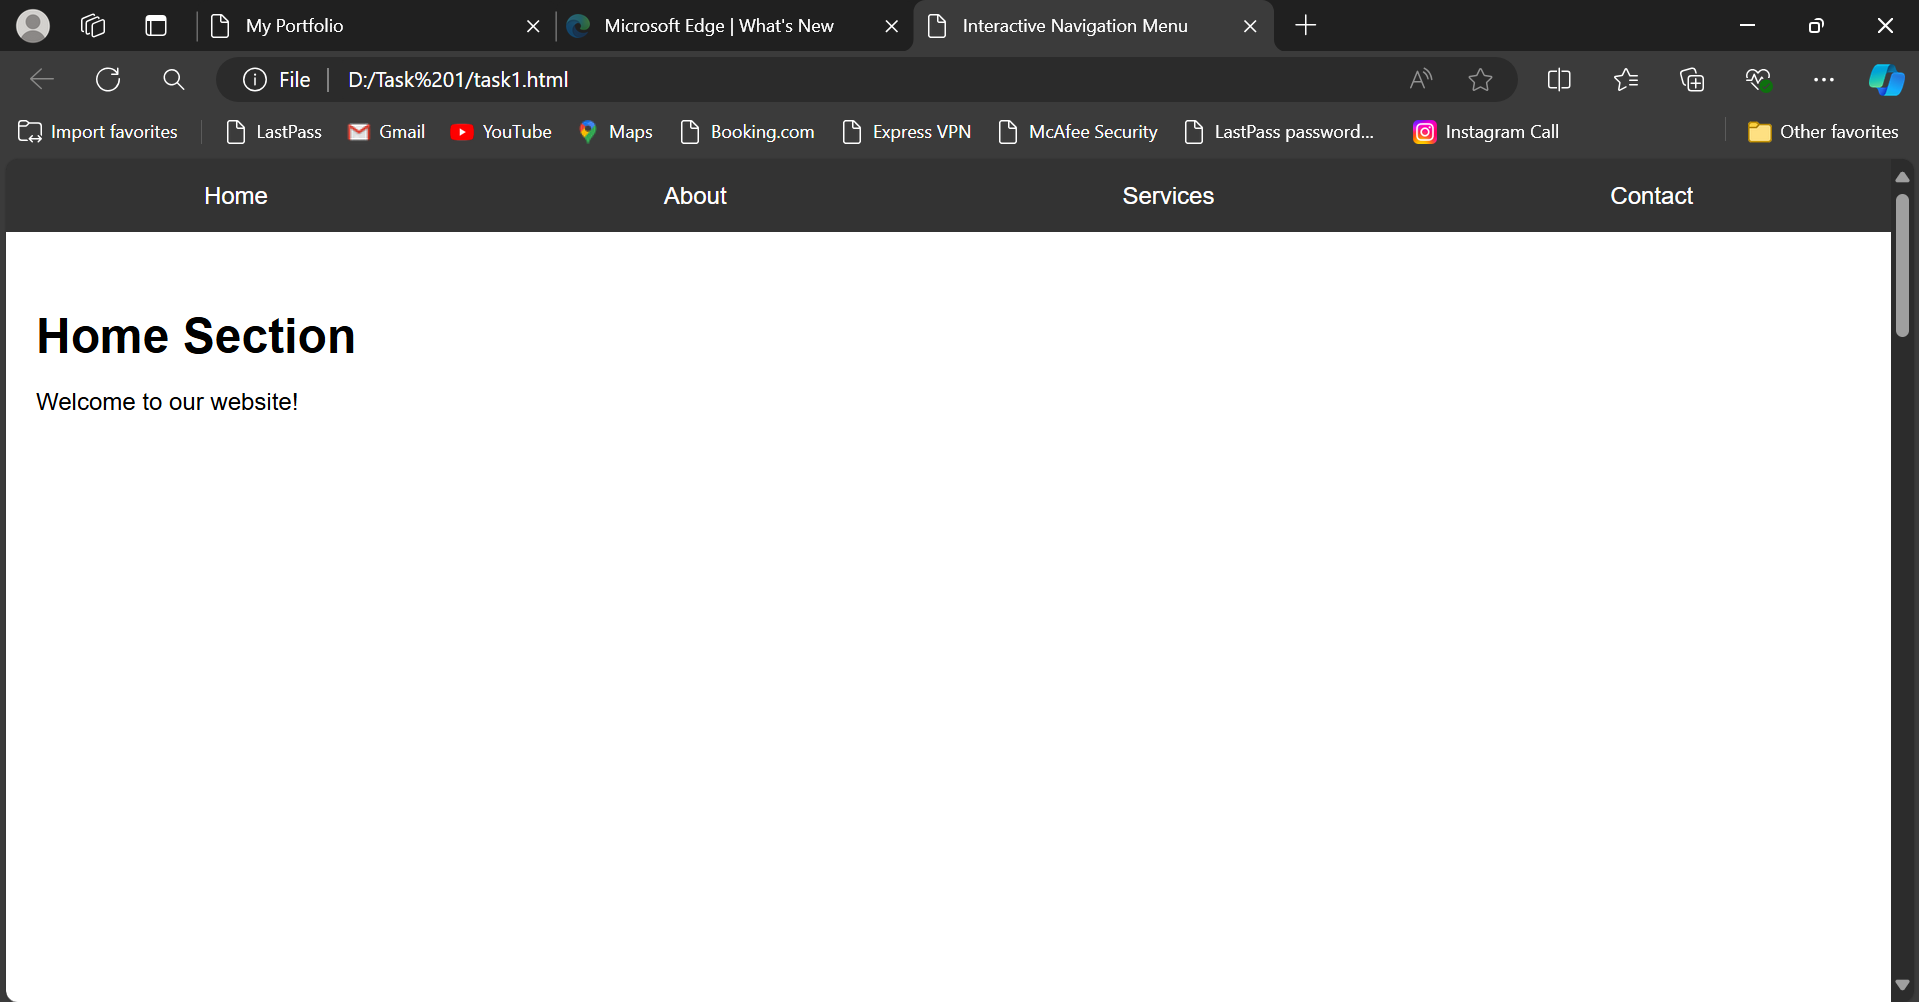 My Portfolio
Microsoft Edge | What's New
Interactive Navigation Menu
File
D:/Task%201/task1.html
Import favorites
LastPass
Gmail
YouTube
Maps
Booking.com
Express VPN
McAfee Security
LastPass password...
Instagram Call
Other favorites
Home
About
Services
Contact
Home Section
Welcome to our website!